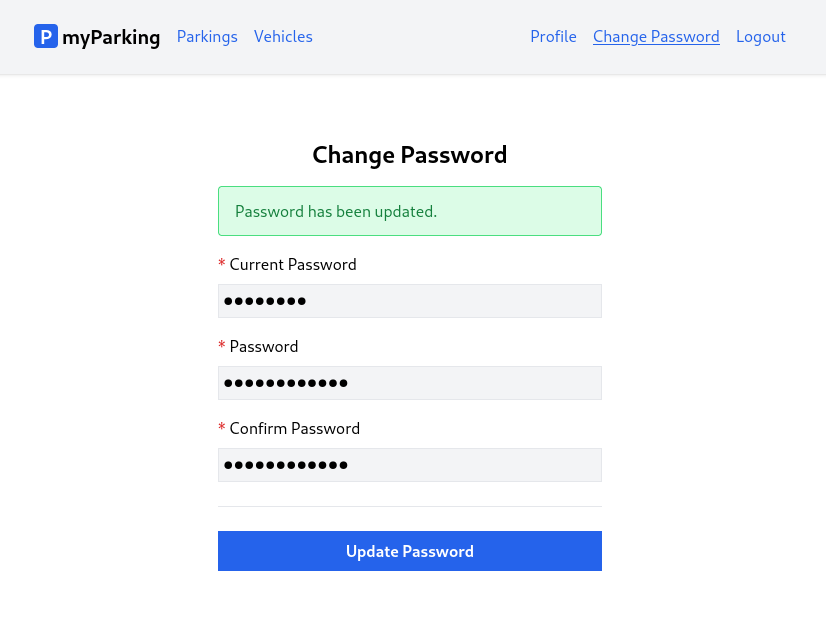 P myParking Parkings Vehicles Profile Change Password Logout
Change Password
Password has been updated.
* Current Password
●●●●●●●●
* Password
●●●●●●●●●●●●
* Confirm Password
●●●●●●●●●●●●
Update Password